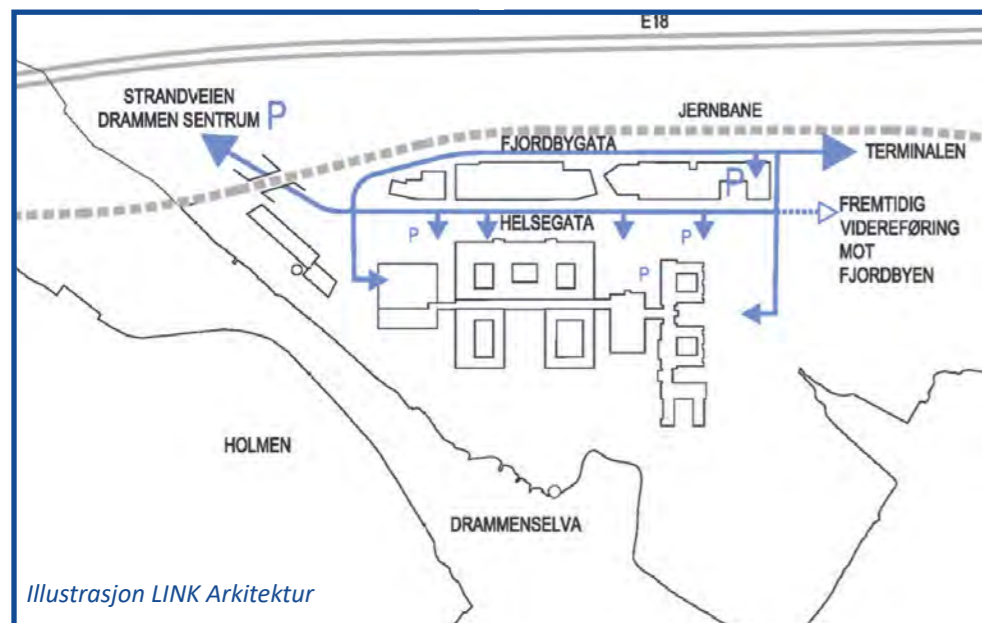 E18
STRANDVEIEN
DRAMMEN SENTRUM P
JERNBANE
FJORDBYGATA
TERMINALEN
P
FREMTIDIG
VIDEREFØRING
MOT
FJORDBYEN
P
HELSEGATA
P
P
HOLMEN
DRAMMENSELVA
Illustrasjon LINK Arkitektur